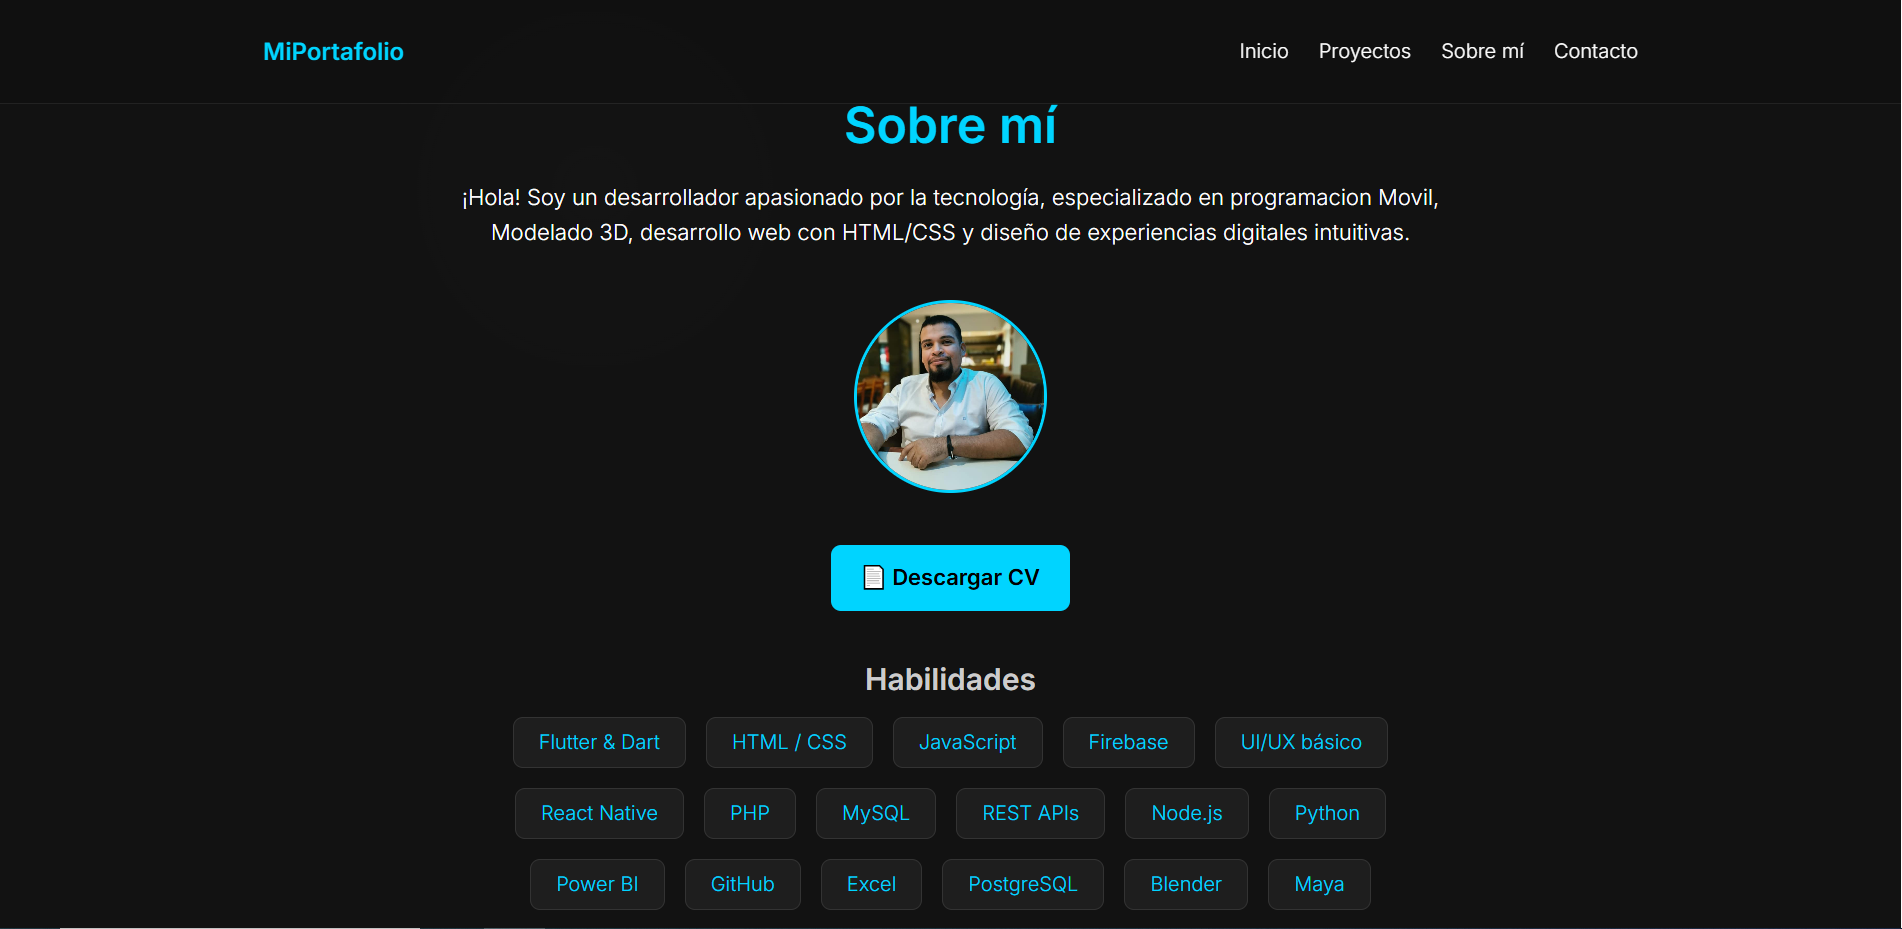 MiPortafolio
Inicio Proyectos Sobre mí Contacto
Sobre mí
¡Hola! Soy un desarrollador apasionado por la tecnología, especializado en programacion Movil,
Modelado 3D, desarrollo web con HTML/CSS y diseño de experiencias digitales intuitivas.
Descargar CV
Habilidades
Flutter & Dart HTML / CSS JavaScript Firebase UI/UX básico
React Native PHP MySQL REST APIs Node.js Python
Power BI GitHub Excel PostgreSQL Blender Maya